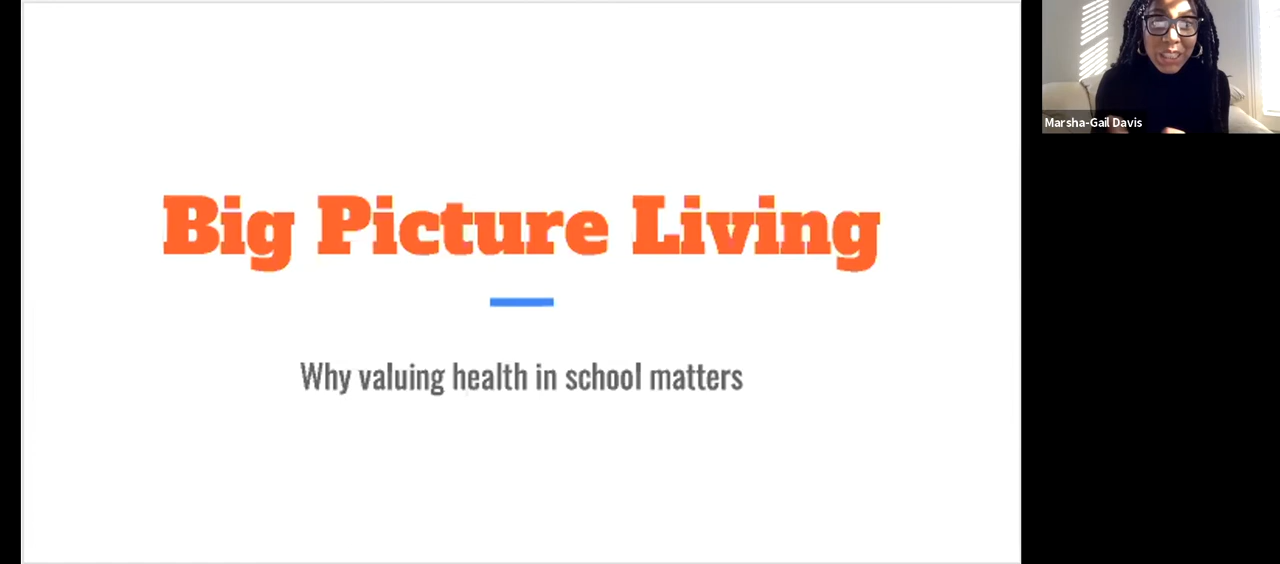 Big Picture Living
Why valuing health in school matters
Marsha-Gail Davis